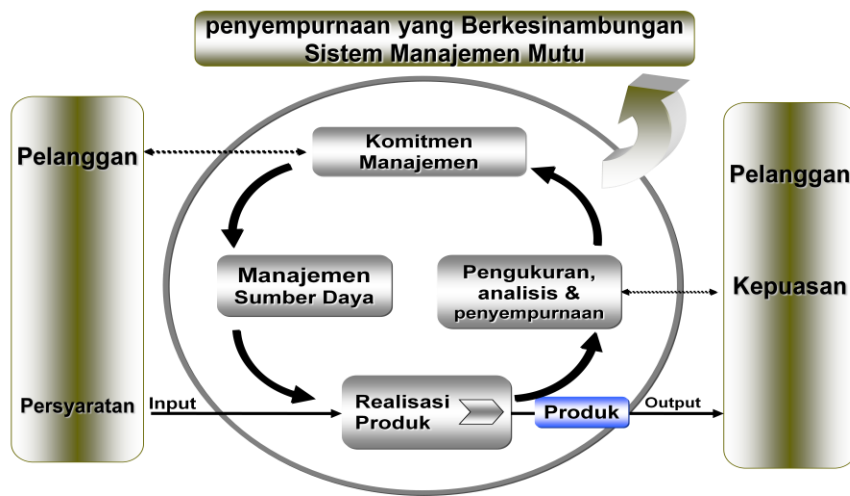 penyempurnaan yang Berkesinambungan
Sistem Manajemen Mutu
Pelanggan
Komitmen
Manajemen
Pelanggan
Manajemen
Sumber Daya
Pengukuran,
analisis &
penyempurnaan
Kepuasan
Persyaratan
Input
Realisasi
Produk
Produk
Output